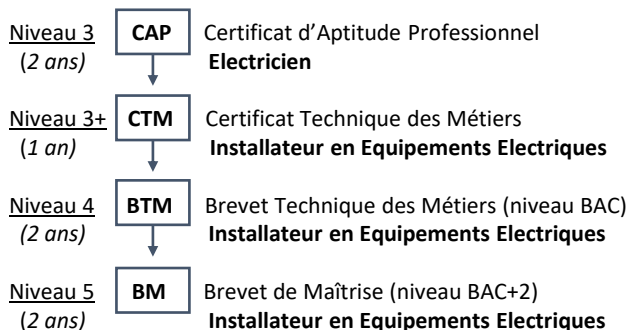 Niveau 3 CAP Certificat d’Aptitude Professionnel
(2 ans) Electricien
Niveau 3+ CTM Certificat Technique des Métiers
(1 an) Installateur en Equipements Electriques
Niveau 4 BTM Brevet Technique des Métiers (niveau BAC)
(2 ans) Installateur en Equipements Electriques
Niveau 5 BM Brevet de Maîtrise (niveau BAC+2)
(2 ans) Installateur en Equipements Electriques